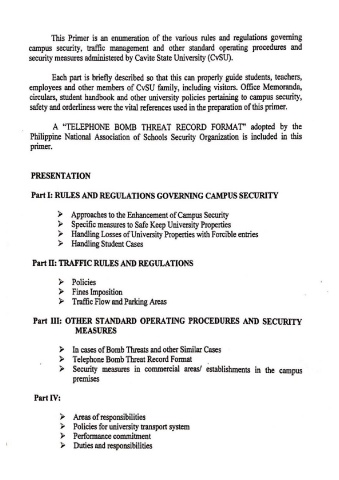 This Primer is an enumeration of the various rules and regulations governing
campus security, traffic management and other standard operating procedures and
security measures administered by Cavite State University (CvSU).
Each part is briefly described so that this can properly guide students, teachers,
employees and other members of CvSU family, including visitors. Office Memoranda,
circulars, student handbook and other university policies pertaining to campus security,
safety and orderliness were the vital references used in the preparation of this primer.
A "TELEPHONE BOMB THREAT RECORD FORMAT" adopted by the
Philippine National Association of Schools Security Organization is included in this
primer.
PRESENTATION
Part I: RULES AND REGULATIONS GOVERNING CAMPUS SECURITY
➤ Approaches to the Enhancement of Campus Security
➤ Specific measures to Safe Keep University Properties
➤ Handling Losses of University Properties with Forcible entries
➤ Handling Student Cases
Part II: TRAFFIC RULES AND REGULATIONS
➤ Policies
➤ Fines Imposition
➤ Traffic Flow and Parking Areas
Part III: OTHER STANDARD OPERATING PROCEDURES AND SECURITY
MEASURES
➤ In cases of Bomb Threats and other Similar Cases
➤ Telephone Bomb Threat Record Format
➤ Security measures in commercial areas/ establishments in the campus
premises
Part IV:
➤ Areas of responsibilities
➤ Policies for university transport system
➤ Performance commitment
➤ Duties and responsibilities